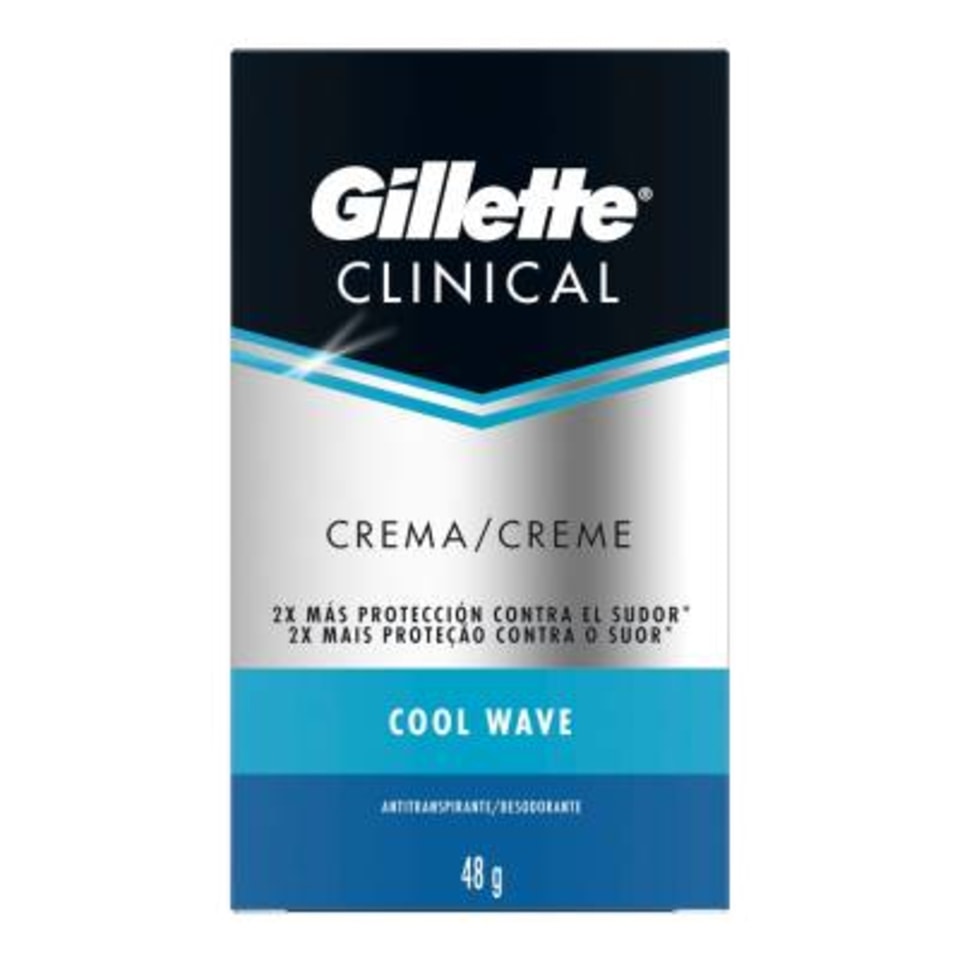 Gillette®
CLINICAL
CREMA/CREME
2X MÁS PROTECCIÓN CONTRA EL SUDOR*
2X MAIS PROTEÇÃO CONTRA O SUOR*
COOL WAVE
ANTITRANSPIRANTE/DESODORANTE
48 g